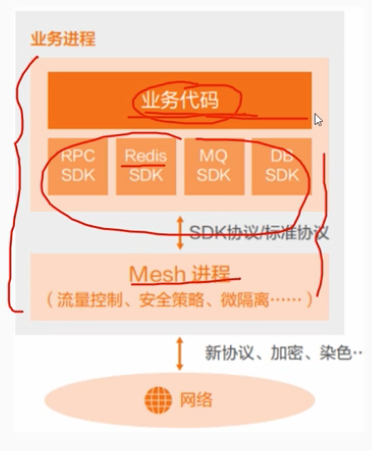 业务进程
业务代码
RPC
SDK
Redis
SDK
MQ
SDK
DB
SDK
SDK协议/标准协议
Mesh 进程
（流量控制、安全策略、微隔离……）
新协议、加密、染色··
网络